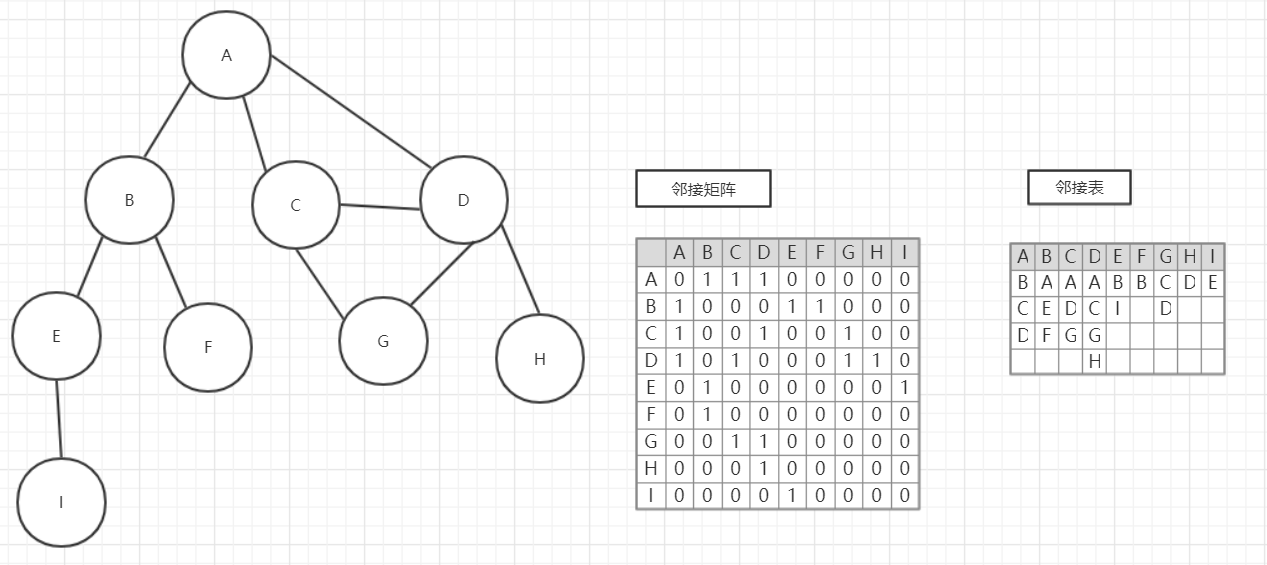 A
B
C
D
E
F
G
H
I
邻接矩阵
A B C D E F G H I
A 0 1 1 1 0 0 0 0 0
B 1 0 0 0 1 1 0 0 0
C 1 0 0 1 0 0 1 0 0
D 1 0 1 0 0 0 1 1 0
E 0 1 0 0 0 0 0 0 1
F 0 1 0 0 0 0 0 0 0
G 0 0 1 1 0 0 0 0 0
H 0 0 0 1 0 0 0 0 0
I 0 0 0 0 1 0 0 0 0
邻接表
A B C D E F G H I
B A A A B B C D E
C E D C I D
D F G G
H